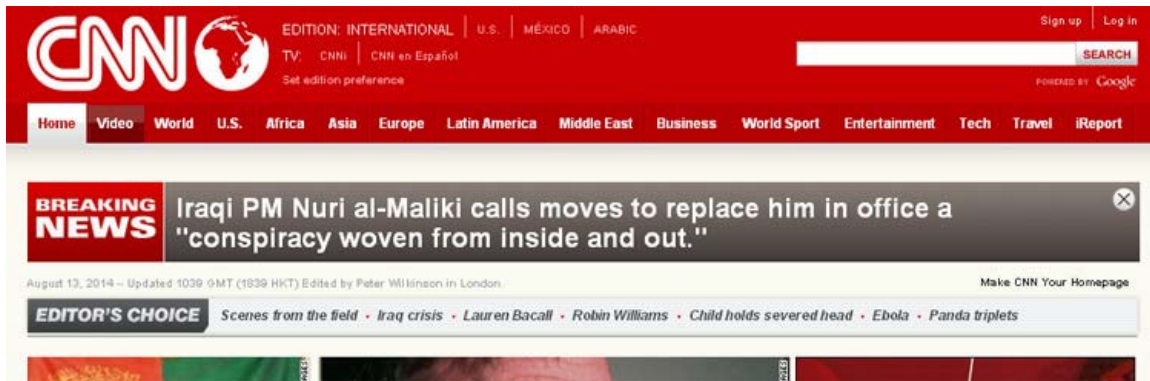 CNN
EDITION: INTERNATIONAL U.S. MÉXICO ARABIC
TV: CNNi CNN en Español
Set edition preference
Sign up Log in
SEARCH
POWERED BY Google
Home Video World U.S. Africa Asia Europe Latin America Middle East Business World Sport Entertainment Tech Travel iReport
BREAKING NEWS
Iraqi PM Nuri al-Maliki calls moves to replace him in office a
"conspiracy woven from inside and out."
August 13, 2014 -- Updated 1039 GMT (1839 HKT) Edited by Peter Wilkinson in London
Make CNN Your Homepage
EDITOR'S CHOICE Scenes from the field • Iraq crisis • Lauren Bacall • Robin Williams • Child holds severed head • Ebola • Panda triplets